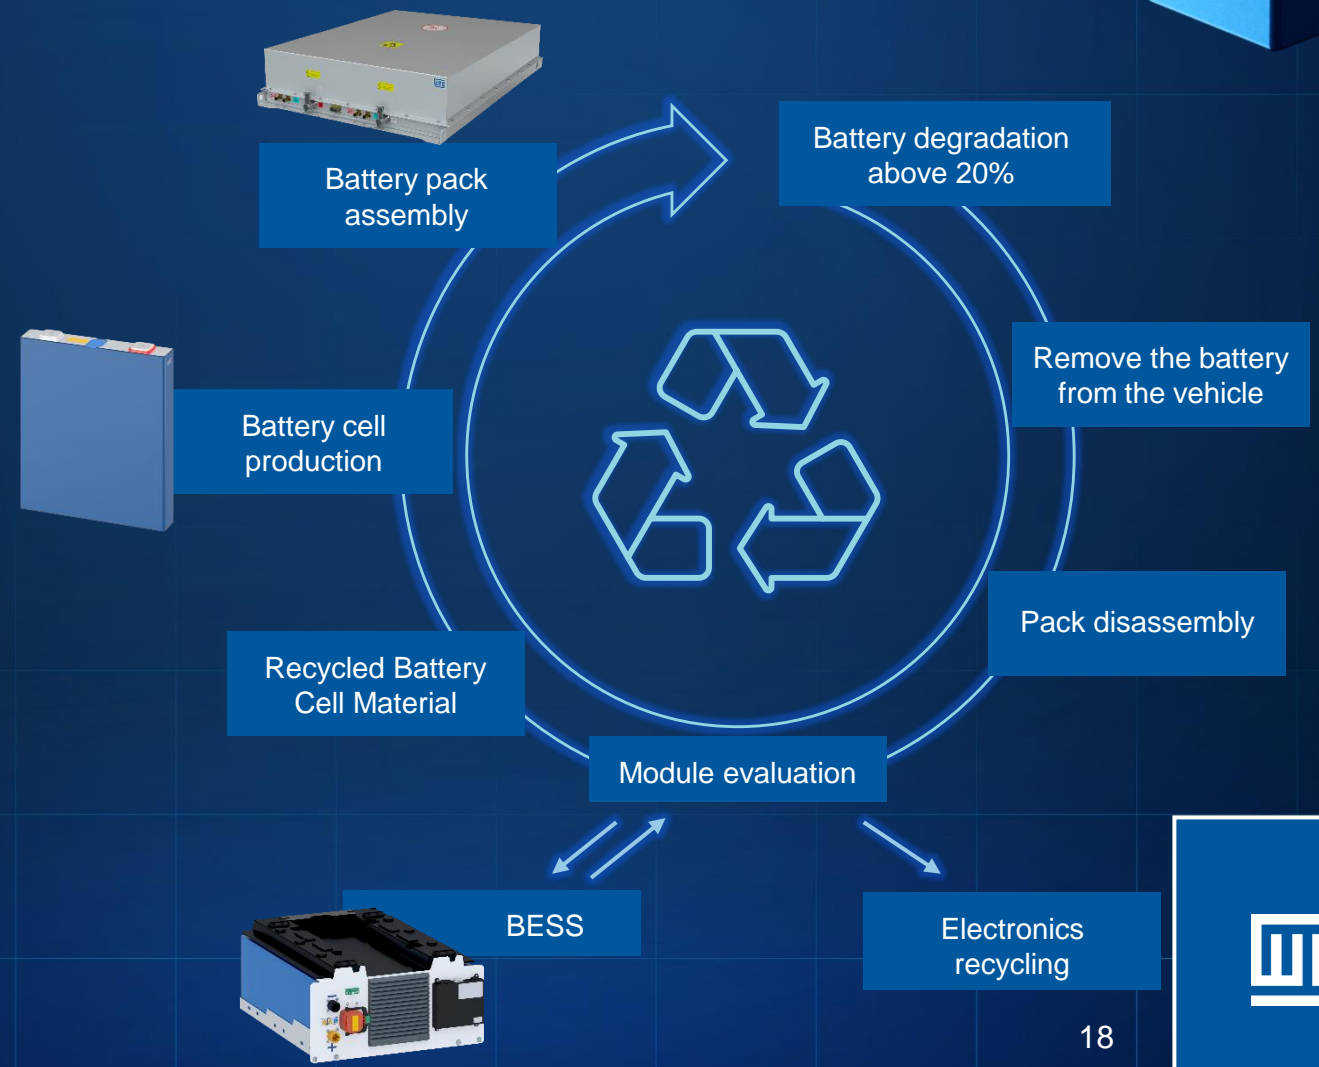 Battery degradation
above 20%
Battery pack
assembly
Remove the battery
from the vehicle
Battery cell
production
Pack disassembly
Recycled Battery
Cell Material
Module evaluation
BESS
Electronics
recycling
18